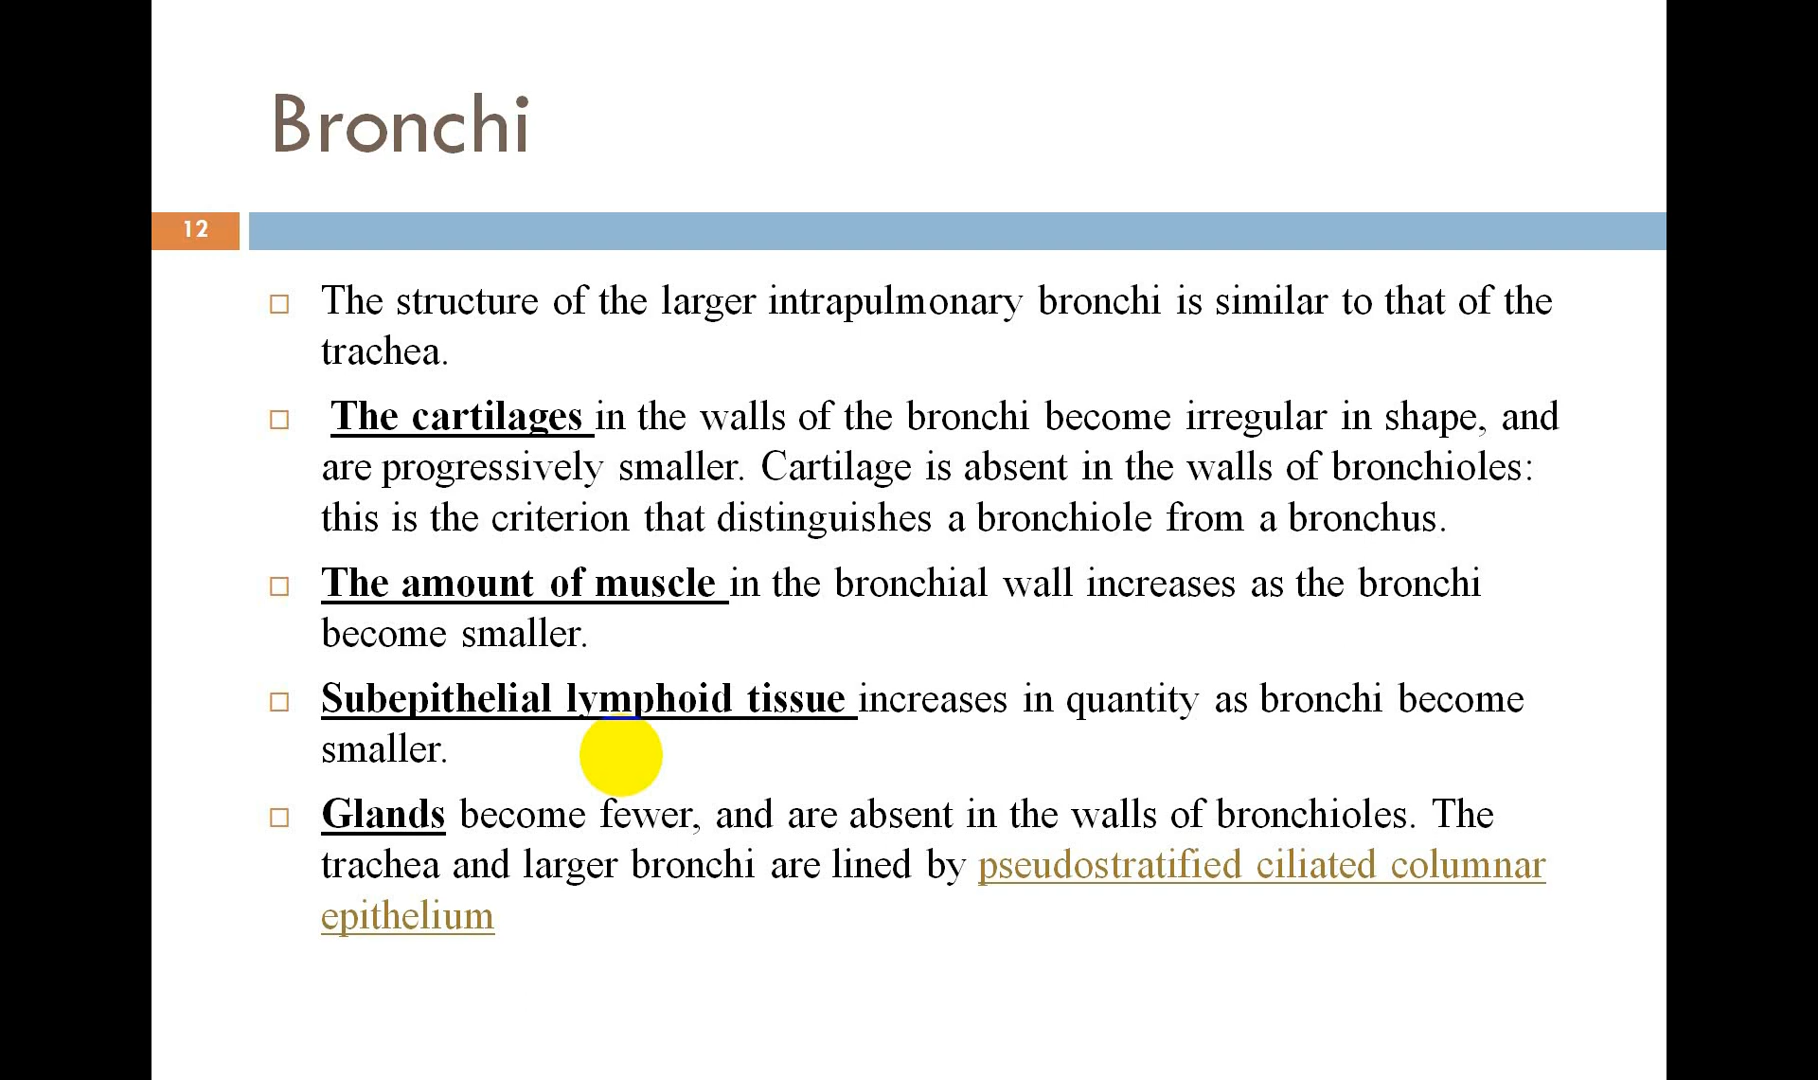 Bronchi
12
The structure of the larger intrapulmonary bronchi is similar to that of the
trachea.
The cartilages in the walls of the bronchi become irregular in shape, and
are progressively smaller. Cartilage is absent in the walls of bronchioles:
this is the criterion that distinguishes a bronchiole from a bronchus.
The amount of muscle in the bronchial wall increases as the bronchi
become smaller.
Subepithelial lymphoid tissue increases in quantity as bronchi become
smaller.
Glands become fewer, and are absent in the walls of bronchioles. The
trachea and larger bronchi are lined by pseudostratified ciliated columnar
epithelium